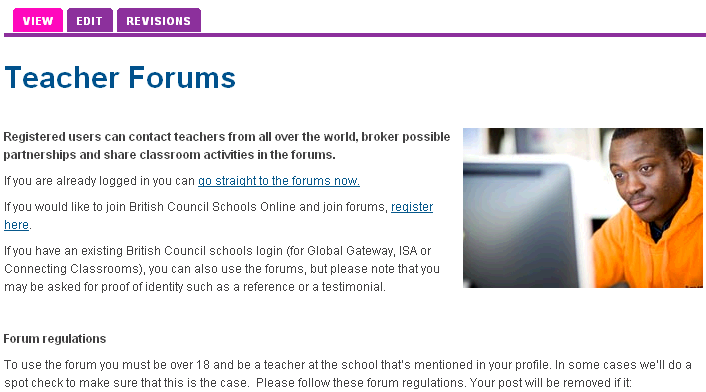 VIEW EDIT REVISIONS
Teacher Forums
Registered users can contact teachers from all over the world, broker possible
partnerships and share classroom activities in the forums.
If you are already logged in you can go straight to the forums now.
If you would like to join British Council Schools Online and join forums, register
here.
If you have an existing British Council schools login (for Global Gateway, ISA or
Connecting Classrooms), you can also use the forums, but please note that you
may be asked for proof of identity such as a reference or a testimonial.
Forum regulations
To use the forum you must be over 18 and be a teacher at the school that's mentioned in your profile. In some cases we'll do a
spot check to make sure that this is the case.  Please follow these forum regulations. Your post will be removed if it: